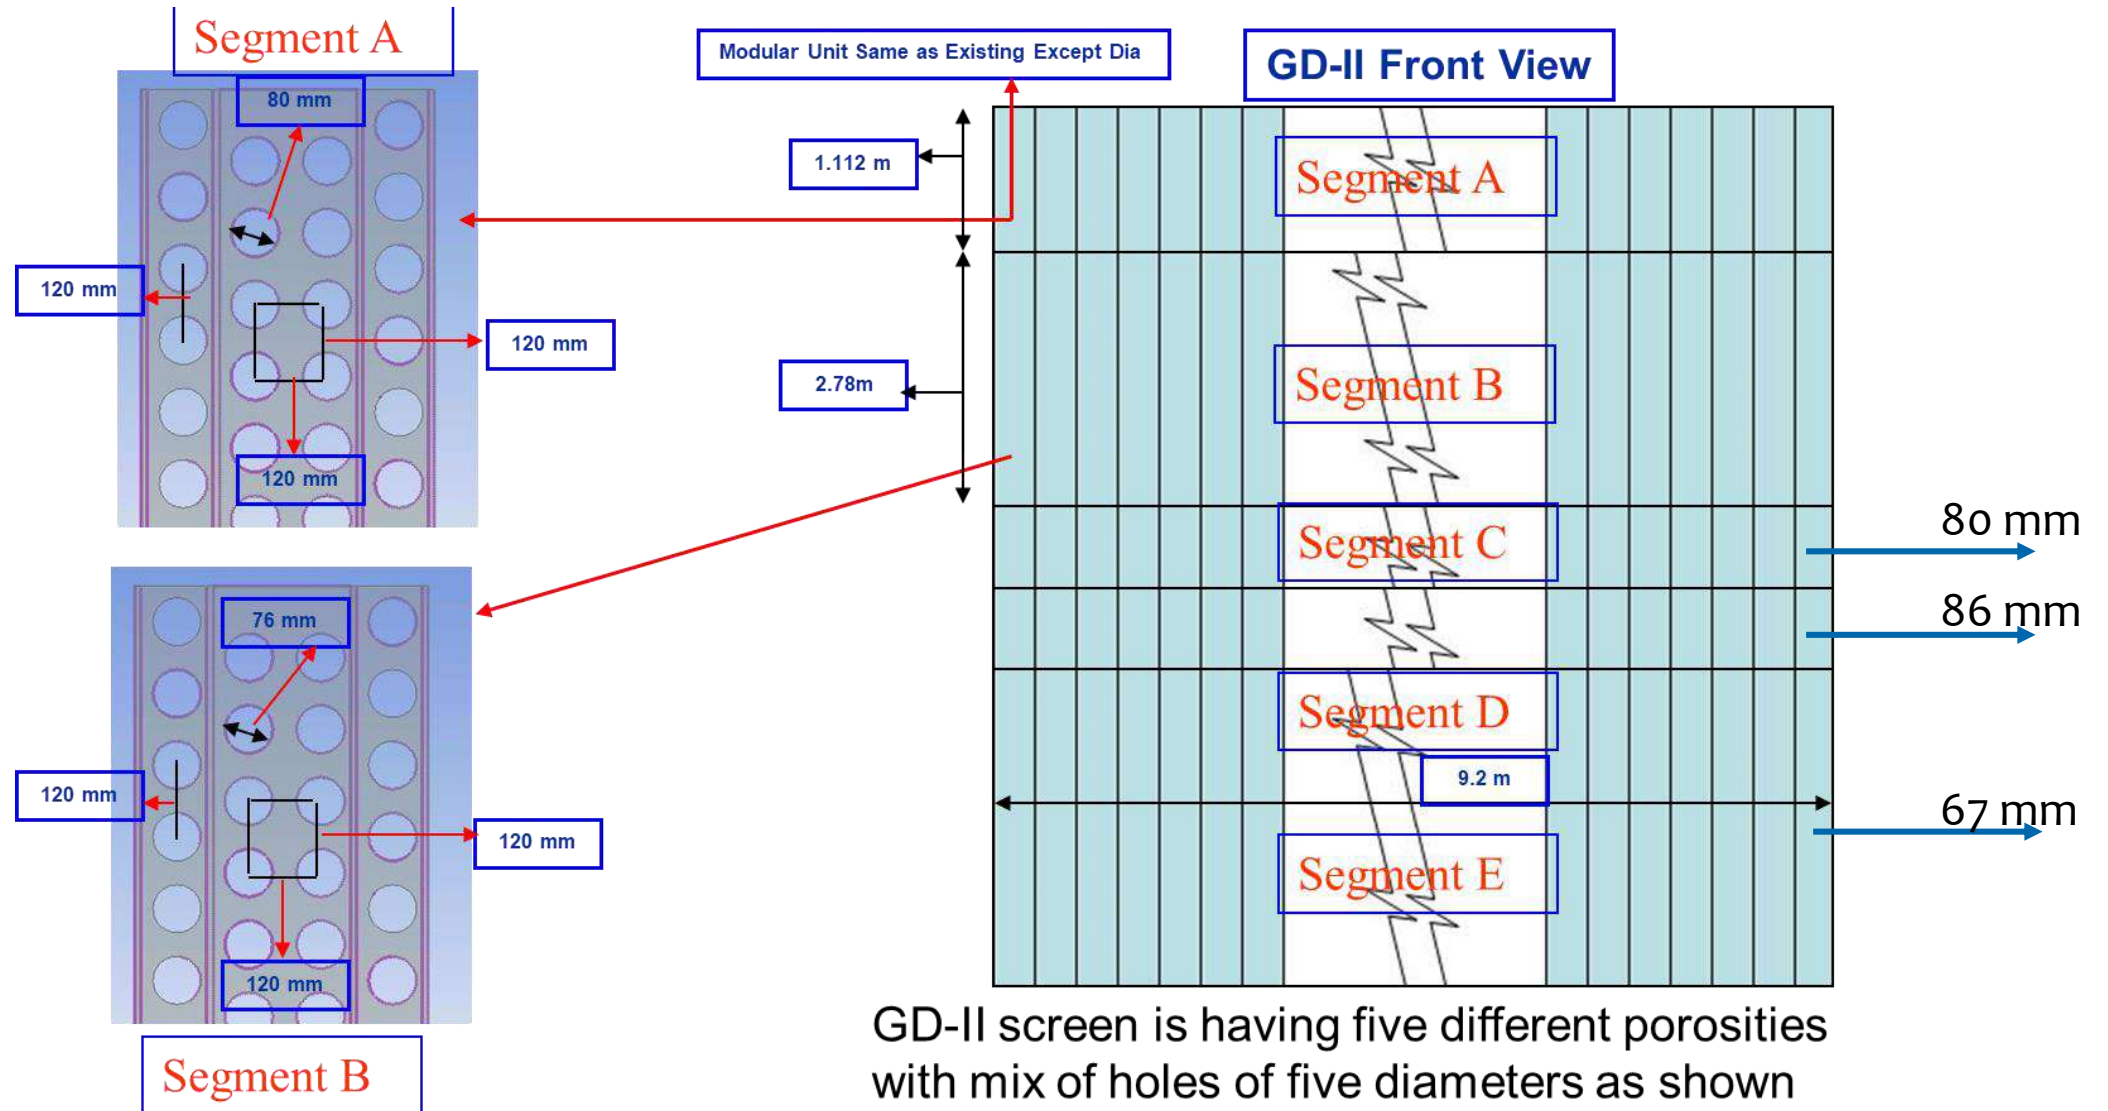 Segment A
80 mm
120 mm
120 mm
120 mm
Segment B
76 mm
120 mm
120 mm
120 mm
Modular Unit Same as Existing Except Dia
GD-II Front View
1.112 m
2.78m
Segment A
Segment B
Segment C
Segment D
9.2 m
Segment E
80 mm
86 mm
67 mm
GD-II screen is having five different porosities
with mix of holes of five diameters as shown